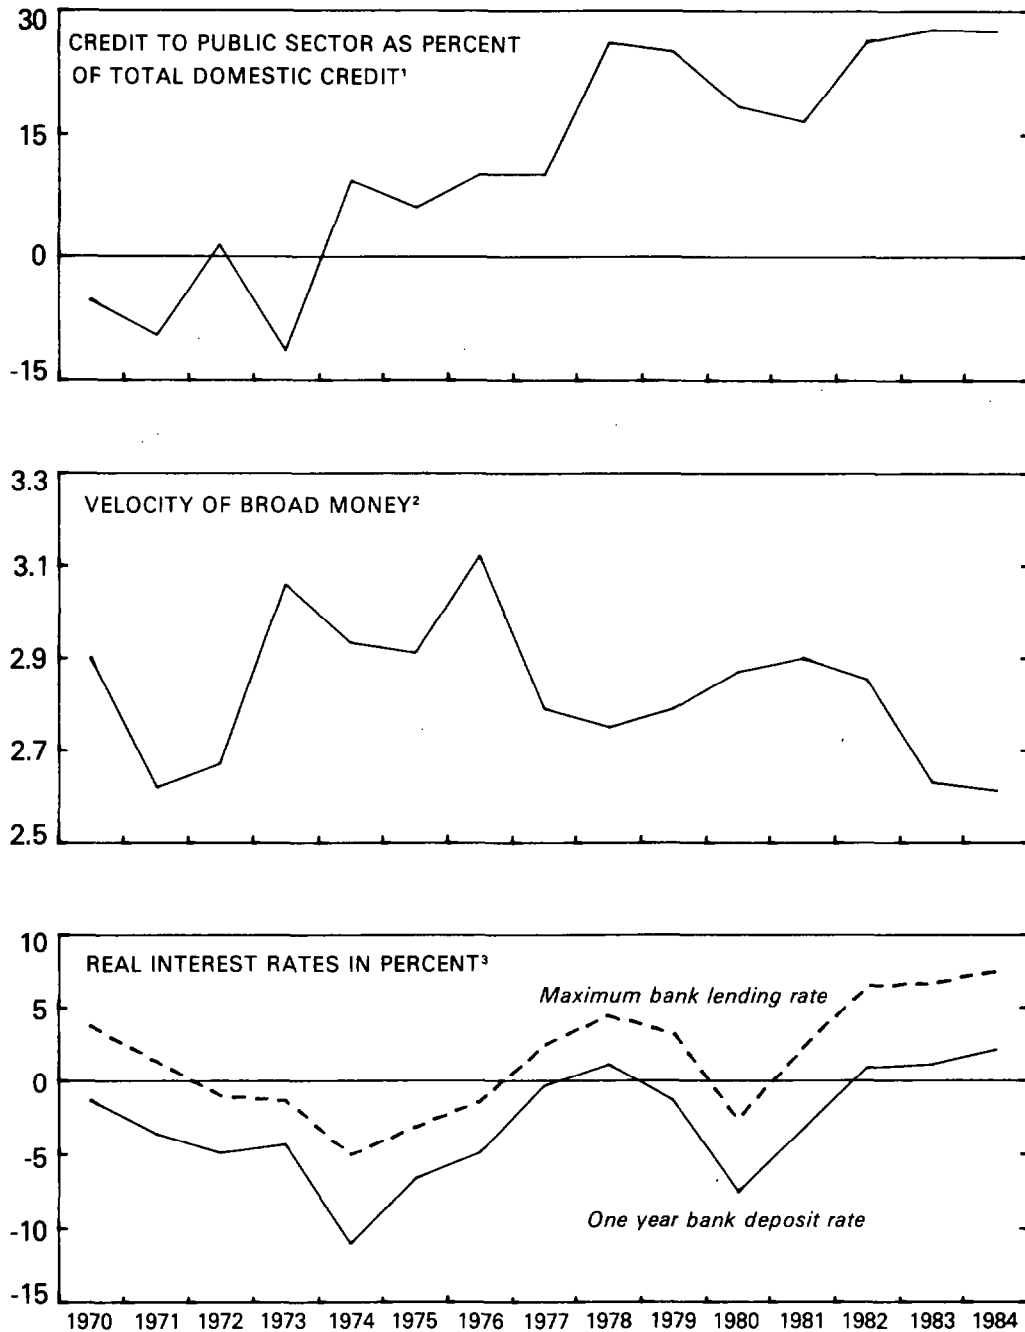 30
CREDIT TO PUBLIC SECTOR AS PERCENT
OF TOTAL DOMESTIC CREDIT¹
15
0
-15
3.3
VELOCITY OF BROAD MONEY²
3.1
2.9
2.7
2.5
10
REAL INTEREST RATES IN PERCENT³
Maximum bank lending rate
5
0
-5
One year bank deposit rate
-10
-15
1970 1971 1972 1973 1974 1975 1976 1977 1978 1979 1980 1981 1982 1983 1984